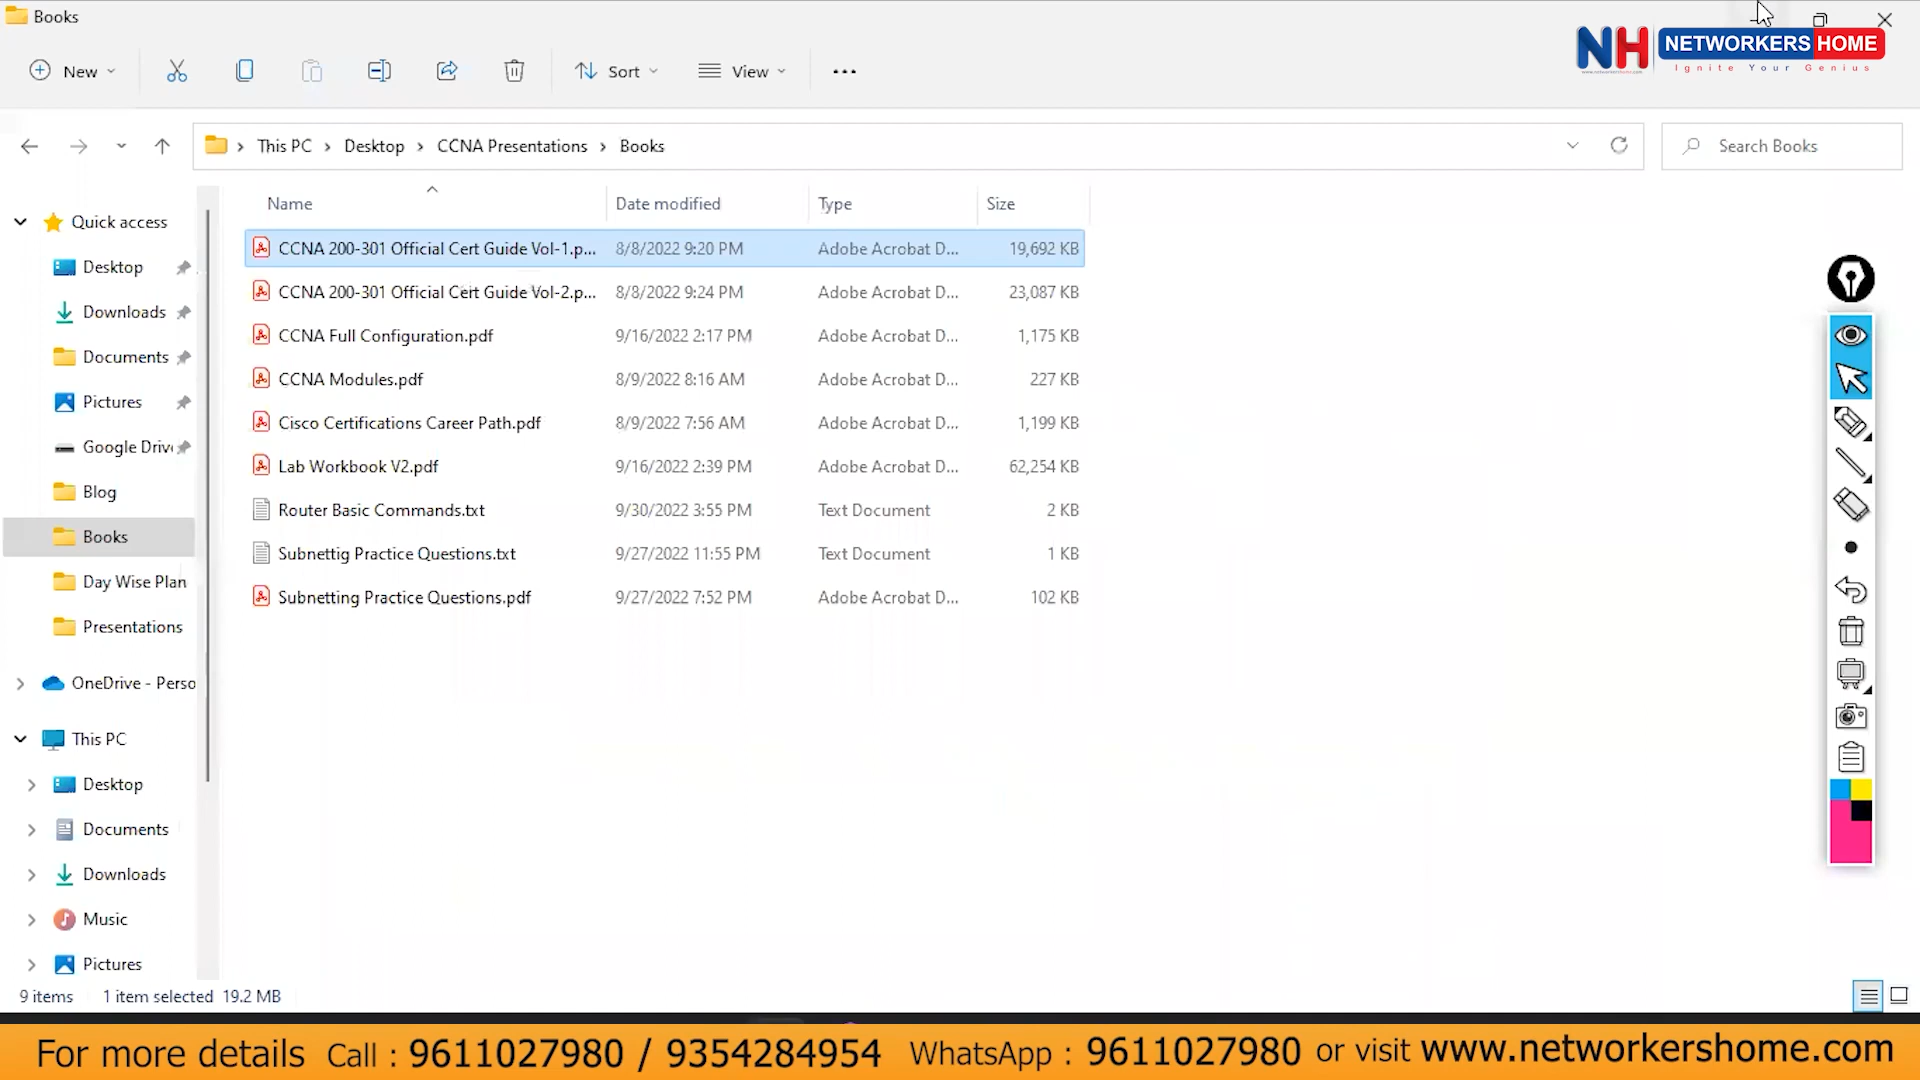 Books
New
Sort
View
NH NETWORKERS HOME
Ignite Your Genius
This PC > Desktop > CCNA Presentations > Books
Search Books
Name Date modified Type Size
Quick access
Desktop
Downloads
Documents
Pictures
Google Driv
Blog
Books
Day Wise Plan
Presentations
OneDrive - Perso
This PC
Desktop
Documents
Downloads
Music
Pictures
CCNA 200-301 Official Cert Guide Vol-1.p... 8/8/2022 9:20 PM Adobe Acrobat D... 19,692 KB
CCNA 200-301 Official Cert Guide Vol-2.p... 8/8/2022 9:24 PM Adobe Acrobat D... 23,087 KB
CCNA Full Configuration.pdf 9/16/2022 2:17 PM Adobe Acrobat D... 1,175 KB
CCNA Modules.pdf 8/9/2022 8:16 AM Adobe Acrobat D... 227 KB
Cisco Certifications Career Path.pdf 8/9/2022 7:56 AM Adobe Acrobat D... 1,199 KB
Lab Workbook V2.pdf 9/16/2022 2:39 PM Adobe Acrobat D... 62,254 KB
Router Basic Commands.txt 9/30/2022 3:55 PM Text Document 2 KB
Subnettig Practice Questions.txt 9/27/2022 11:55 PM Text Document 1 KB
Subnetting Practice Questions.pdf 9/27/2022 7:52 PM Adobe Acrobat D... 102 KB
9 items 1 item selected 19.2 MB
For more details Call : 9611027980 / 9354284954 WhatsApp : 9611027980 or visit www.networkershome.com